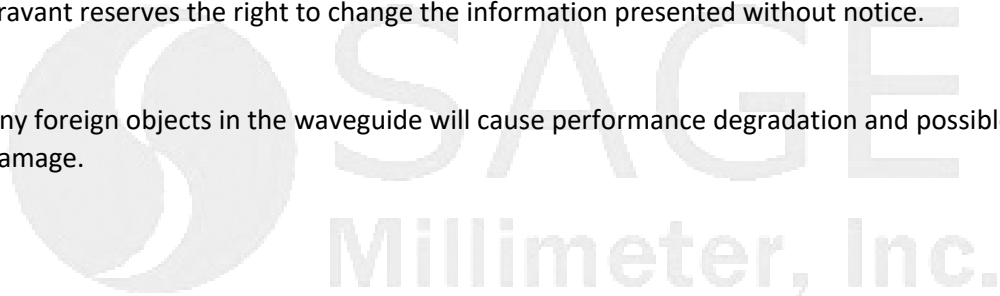 ravant reserves the right to change the information presented without notice.
ny foreign objects in the waveguide will cause performance degradation and possible
amage.
SAGE
Millimeter, Inc.